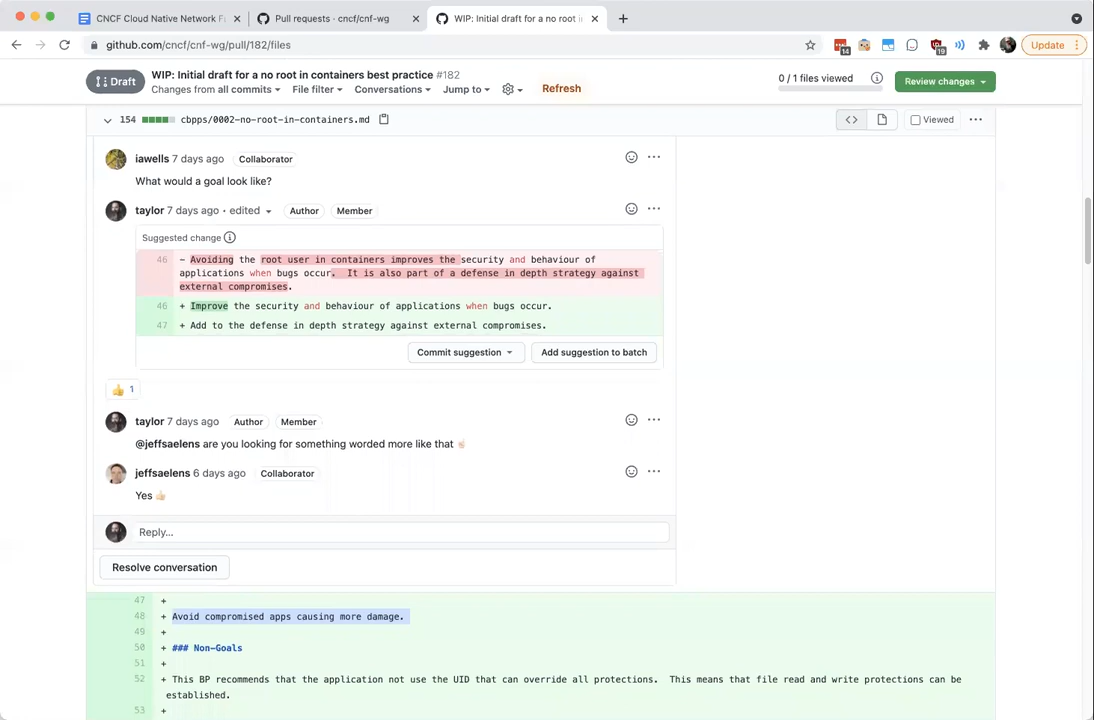 CNCF Cloud Native Network F
Pull requests · cncf/cnf-wg
WIP: Initial draft for a no root i
github.com/cncf/cnf-wg/pull/182/files
14
19
Update
Draft
WIP: Initial draft for a no root in containers best practice #182
Changes from all commits
File filter
Conversations
Jump to
Refresh
0 / 1 files viewed
Review changes
154
cbpps/0002-no-root-in-containers.md
Viewed
iawells 7 days ago
Collaborator
What would a goal look like?
taylor 7 days ago · edited
Author
Member
Suggested change
46 - Avoiding the root user in containers improves the security and behaviour of
applications when bugs occur.  It is also part of a defense in depth strategy against
external compromises.
46 + Improve the security and behaviour of applications when bugs occur.
47 + Add to the defense in depth strategy against external compromises.
Commit suggestion
Add suggestion to batch
👍 1
taylor 7 days ago
Author
Member
@jeffsaelens are you looking for something worded more like that
jeffsaelens 6 days ago
Collaborator
Yes 👍🏻
Reply...
Resolve conversation
47 +
48 + Avoid compromised apps causing more damage.
49 +
50 + ### Non-Goals
51 +
52 + This BP recommends that the application not use the UID that can override all protections.  This means that file read and write protections can be
established.
53 +